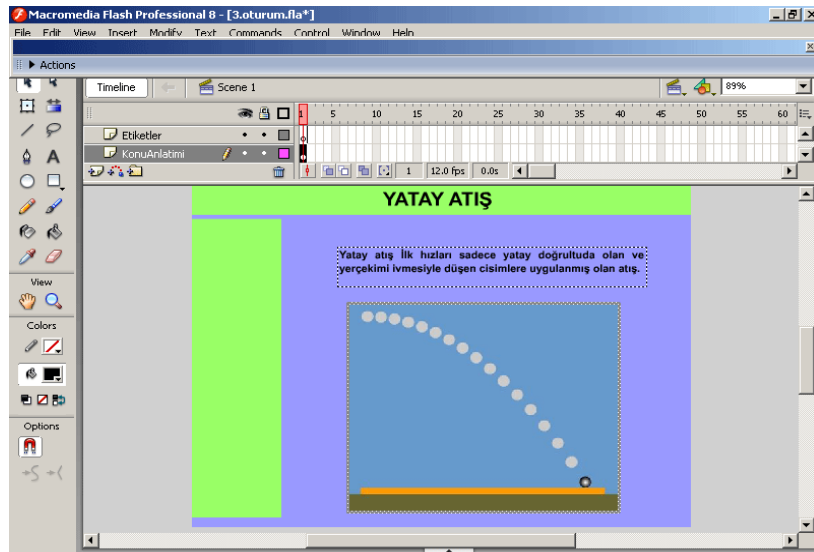 Macromedia Flash Professional 8 - [3.oturum.fla*]
File Edit View Insert Modify Text Commands Control Window Help
Actions
Timeline Scene 1 89%
1 5 10 15 20 25 30 35 40 45 50 55 60
Etiketler
KonuAnlatimi
1 12.0 fps 0.0s
YATAY ATIŞ
Yatay atış İlk hızları sadece yatay doğrultuda olan ve
yerçekimi ivmesiyle düşen cisimlere uygulanmış olan atış.
View
Colors
Options